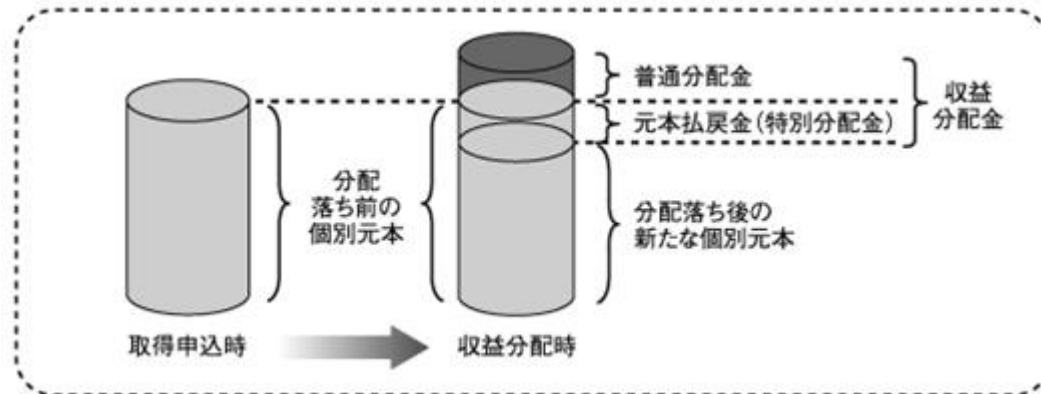 普通分配金
元本払戻金(特別分配金)
収益
分配金
分配
落ち前の
個別元本
分配落ち後の
新たな個別元本
取得申込時
収益分配時